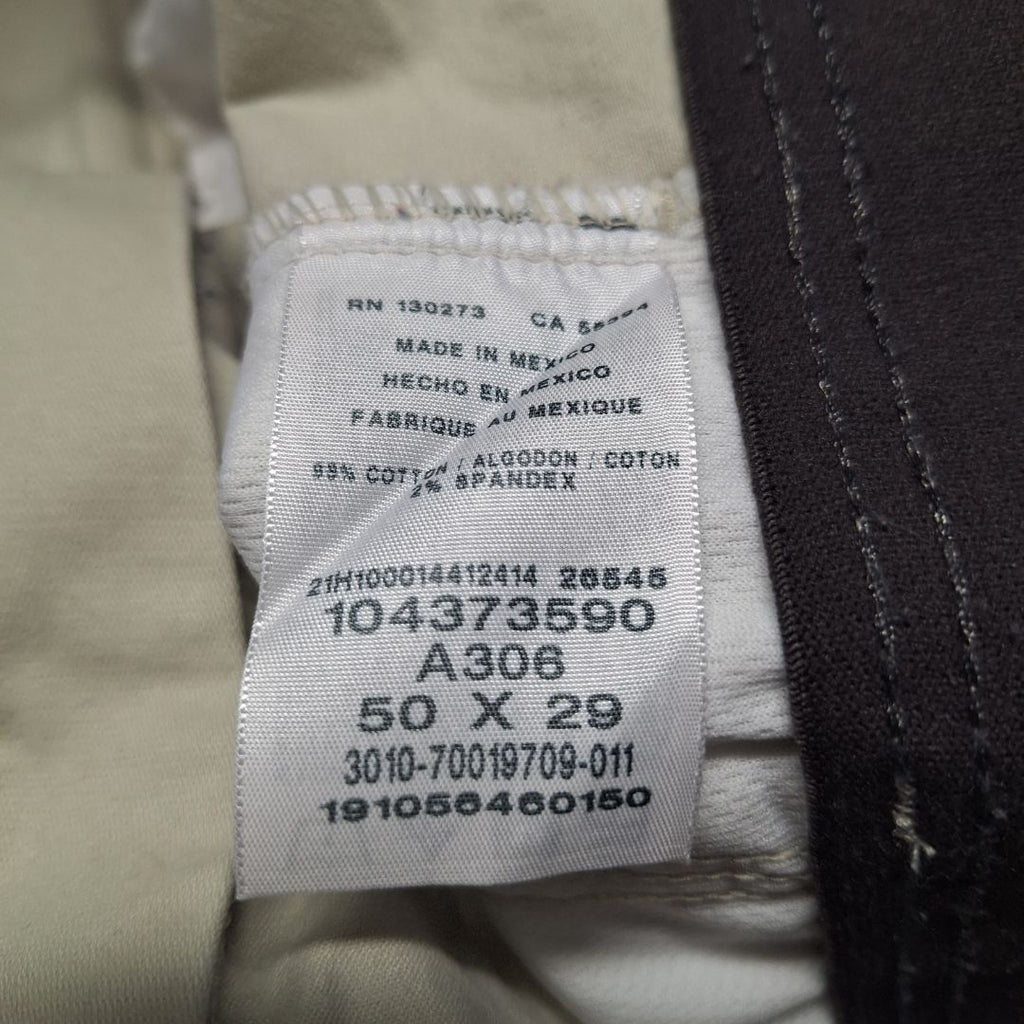 RN 130273 CA
MADE IN MEXICO
HECHO EN MEXICO
FABRIQUE AU MEXIQUE
COTTON / ALGODON / COTON
2% SPANDEX
21H100014412414 26545
104373590
A306
50 X 29
3010-70019709-011
191056460150